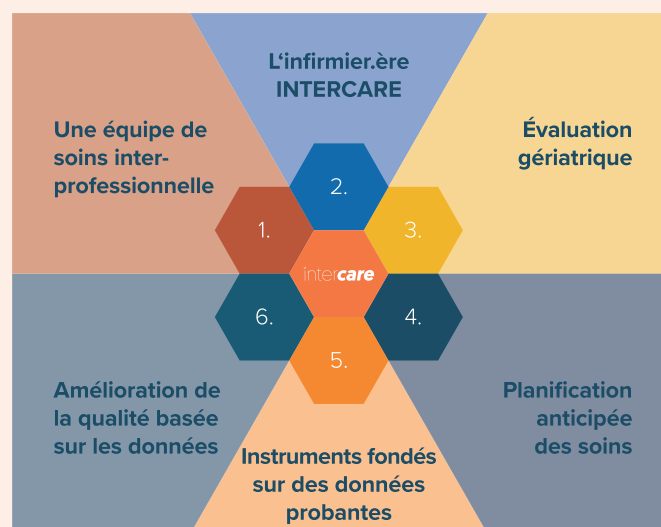 L'infirmier.ère
INTERCARE
Une équipe de
soins inter-
professionnelle
Évaluation
gériatrique
2.
1.
3.
intercare
6.
4.
5.
Amélioration de
la qualité basée
sur les données
Planification
anticipée
des soins
Instruments fondés
sur des données
probantes